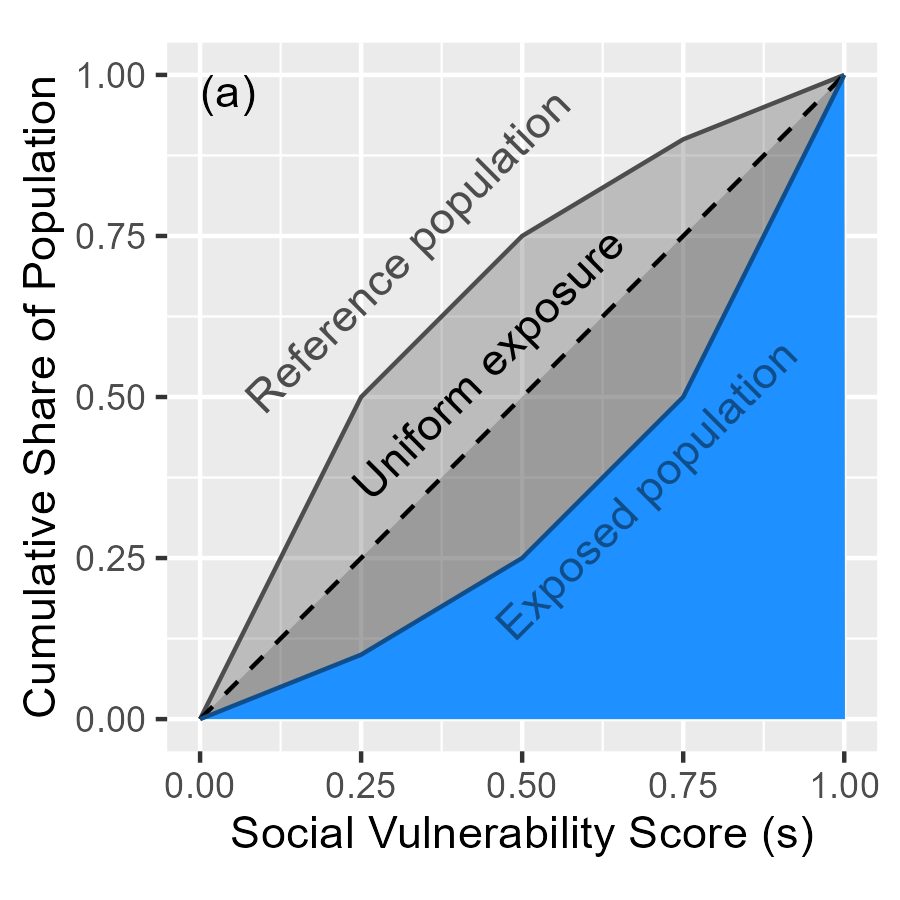 (a)
Reference population
Uniform exposure
Exposed population
Cumulative Share of Population
1.00
0.75
0.50
0.25
0.00
0.00 0.25 0.50 0.75 1.00
Social Vulnerability Score (s)